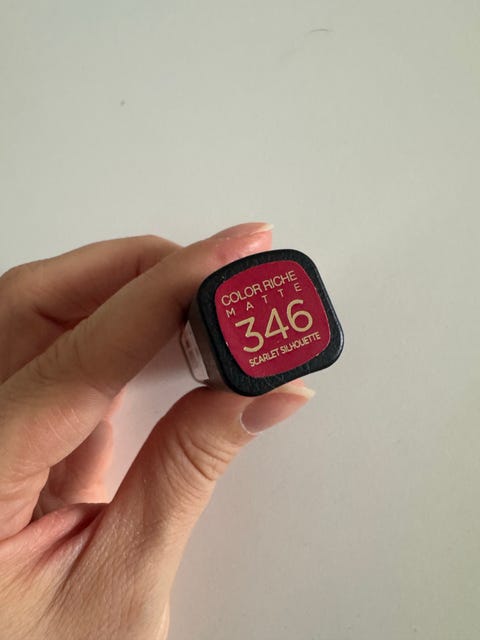 COLOR RICHE
MATTE
346
SCARLET SILHOUETTE